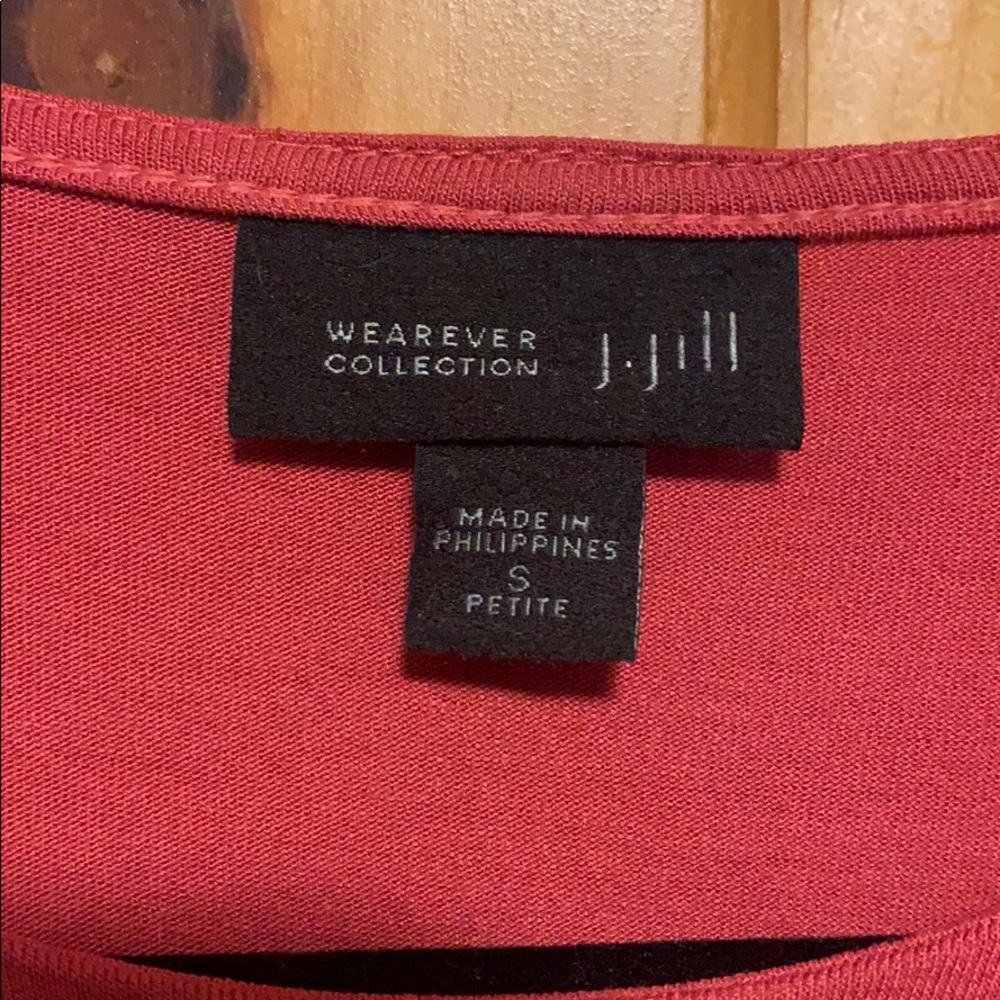 WEAREVER
COLLECTION
J.Jill
MADE IN
PHILIPPINES
S
PETITE